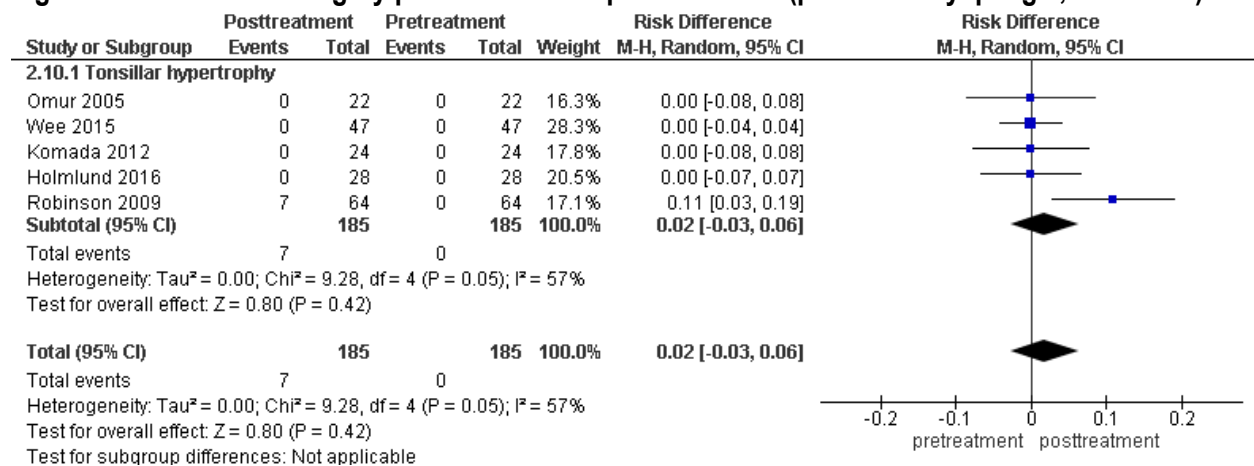 Posttreatment Pretreatment Risk Difference Risk Difference
Study or Subgroup Events Total Events Total Weight M-H, Random, 95% CI M-H, Random, 95% CI
2.10.1 Tonsillar hypertrophy
Omur 2005 0 22 0 22 16.3% 0.00 [-0.08, 0.08]
Wee 2015 0 47 0 47 28.3% 0.00 [-0.04, 0.04]
Komada 2012 0 24 0 24 17.8% 0.00 [-0.08, 0.08]
Holmlund 2016 0 28 0 28 20.5% 0.00 [-0.07, 0.07]
Robinson 2009 7 64 0 64 17.1% 0.11 [0.03, 0.19]
Subtotal (95% CI) 185 185 100.0% 0.02 [-0.03, 0.06]
Total events 7 0
Heterogeneity: Tau² = 0.00; Chi² = 9.28, df = 4 (P = 0.05); I² = 57%
Test for overall effect: Z = 0.80 (P = 0.42)
Total (95% CI) 185 185 100.0% 0.02 [-0.03, 0.06]
Total events 7 0
Heterogeneity: Tau² = 0.00; Chi² = 9.28, df = 4 (P = 0.05); I² = 57%
Test for overall effect: Z = 0.80 (P = 0.42)
Test for subgroup differences: Not applicable
-0.2 -0.1 0 0.1 0.2
pretreatment posttreatment